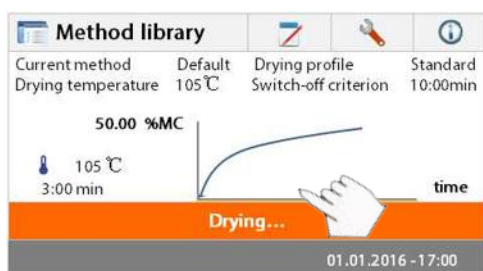 Method library
Current method Default Drying profile Standard
Drying temperature 105℃ Switch-off criterion 10:00min
50.00 %MC
105 ℃
3:00 min
time
Drying...
01.01.2016 -17:00